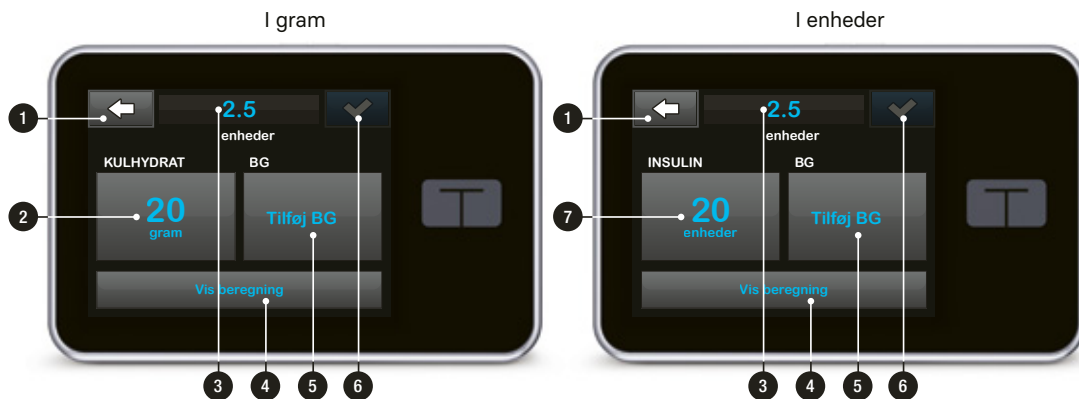 I gram
I enheder
1
2.5
enheder
KULHYDRAT
BG
2
20
gram
Tilføj BG
Vis beregning
3
4
5
6
1
2.5
enheder
INSULIN
BG
7
20
enheder
Tilføj BG
Vis beregning
3
4
5
6